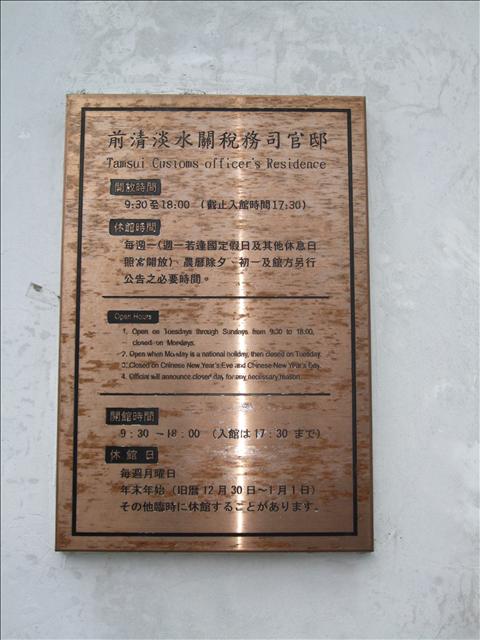 前清淡水關稅務司官邸
Tamsui Customs officer's Residence
開放時間
9:30至18:00 (截止入館時間17:30)
休館時間
每週一(週一若逢國定假日及其他休息日
照常開放)、農曆除夕、初一及館方另行
公告之必要時間。
Open Hours
1. Open on Tuesdays through Sundays from 9:30 to 18:00,
closed on Mondays.
2. Open when Monday is a national holiday, then closed on Tuesday.
3. Closed on Chinese New Year's Eve and Chinese New Year's Day.
4. Official will announce closed day for any necessary reason.
開館時間
9:30～18:00 (入館は17:30まで)
休館日
毎週月曜日
年末年始(旧暦12月30日～1月1日)
その他臨時に休館することがあります。